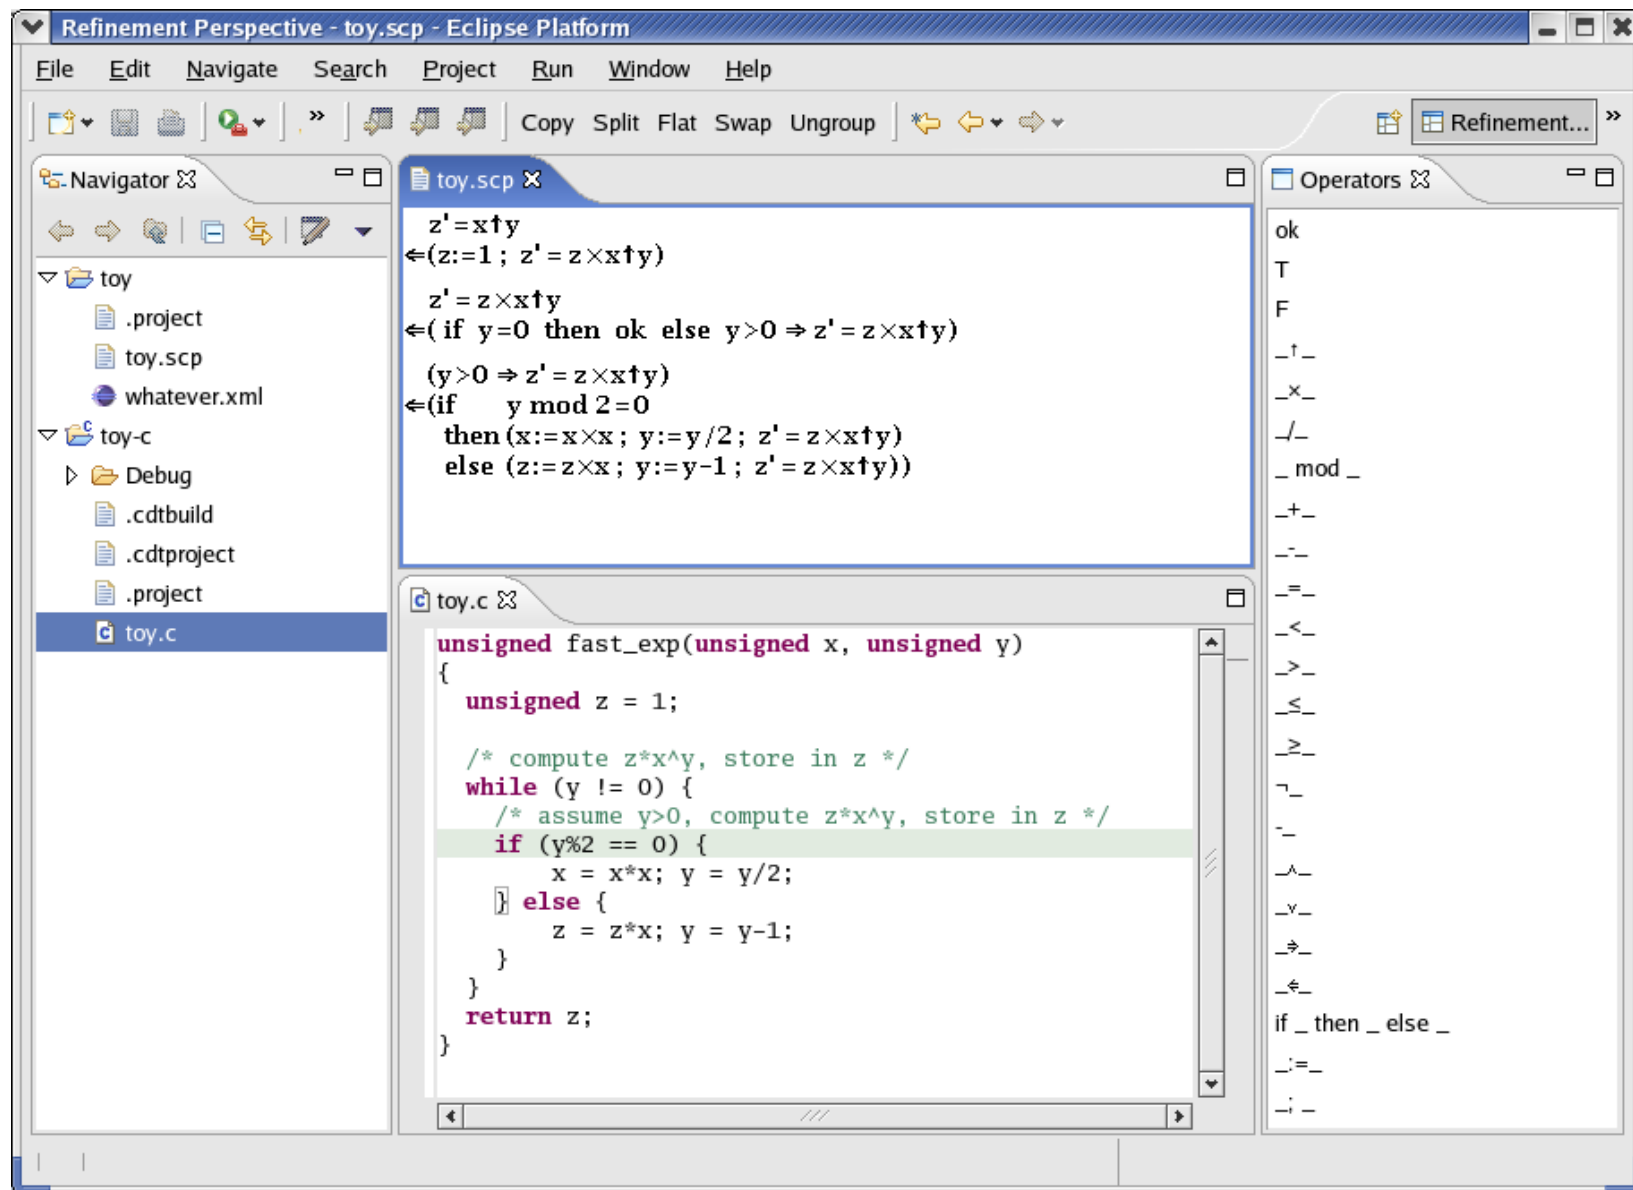 Refinement Perspective - toy.scp - Eclipse Platform
File Edit Navigate Search Project Run Window Help
» Copy Split Flat Swap Ungroup Refinement... »
Navigator
toy
.project
toy.scp
whatever.xml
toy-c
Debug
.cdtbuild
.cdtproject
.project
toy.c
toy.scp
z'=x↑y
⇐(z:=1; z'=z×x↑y)
z'=z×x↑y
⇐( if y=0 then ok else y>0⇒z'=z×x↑y)
(y>0⇒z'=z×x↑y)
⇐(if y mod 2=0
then (x:=x×x; y:=y/2; z'=z×x↑y)
else (z:=z×x; y:=y-1; z'=z×x↑y))
toy.c
unsigned fast_exp(unsigned x, unsigned y)
{
unsigned z = 1;
/* compute z*x^y, store in z */
while (y != 0) {
/* assume y>0, compute z*x^y, store in z */
if (y%2 == 0) {
x = x*x; y = y/2;
} else {
z = z*x; y = y-1;
}
}
return z;
}
Operators
ok
T
F
_↑_
_×_
_/_
_ mod _
_+_
_-_
_=_
_<_
_>_
_≤_
_≥_
¬_
-_
_∧_
_∨_
_⇒_
_⇐_
if _ then _ else _
_:=_
_; _